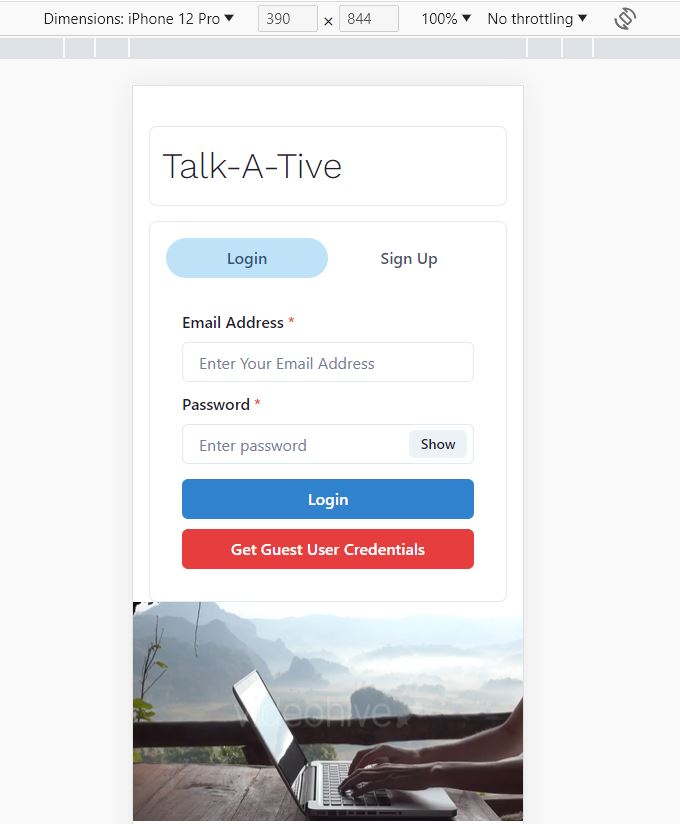 Dimensions: iPhone 12 Pro ▼ 390 × 844 100% ▼ No throttling ▼
Talk-A-Tive
Login Sign Up
Email Address *
Enter Your Email Address
Password *
Enter password Show
Login
Get Guest User Credentials
videohive